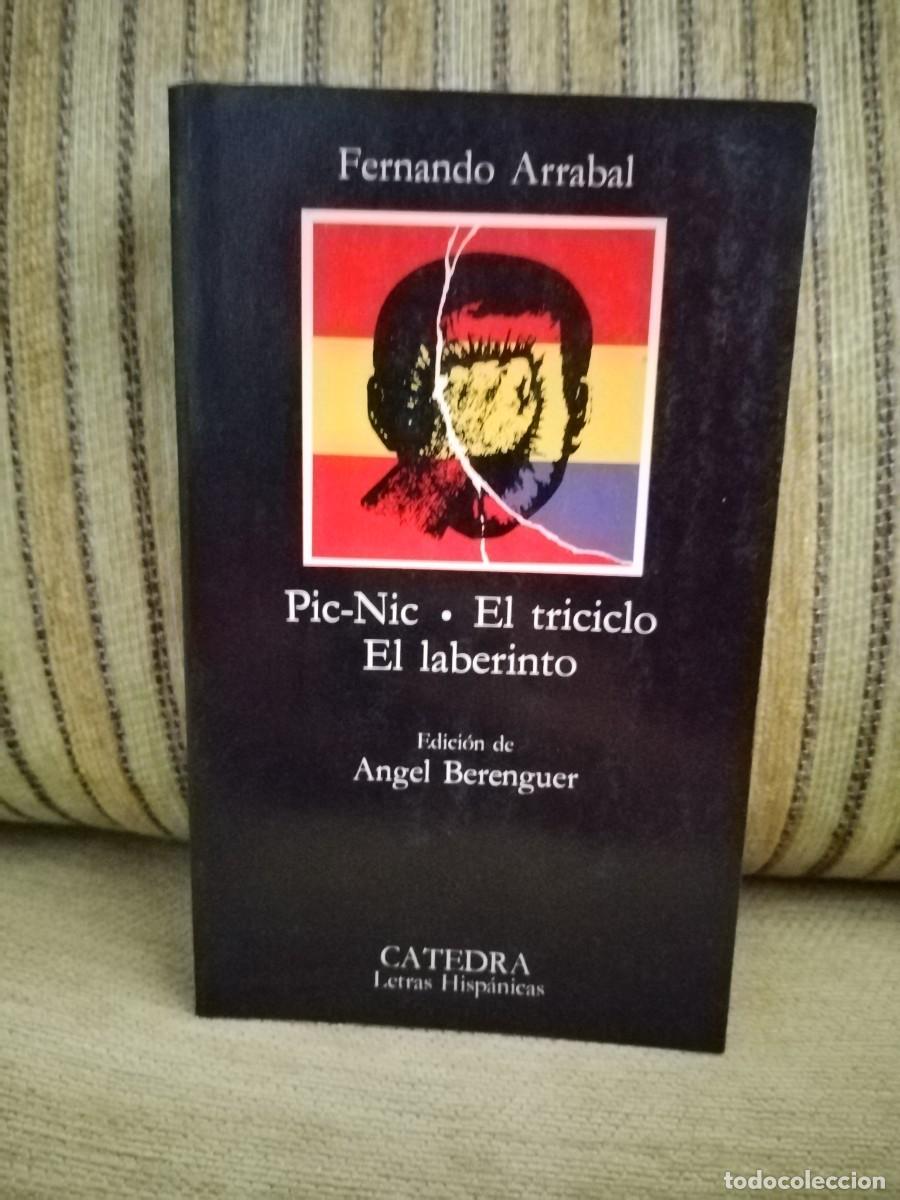 Fernando Arrabal
Pic-Nic • El triciclo
El laberinto
Edición de
Angel Berenguer
CATEDRA
Letras Hispánicas
todocoleccion